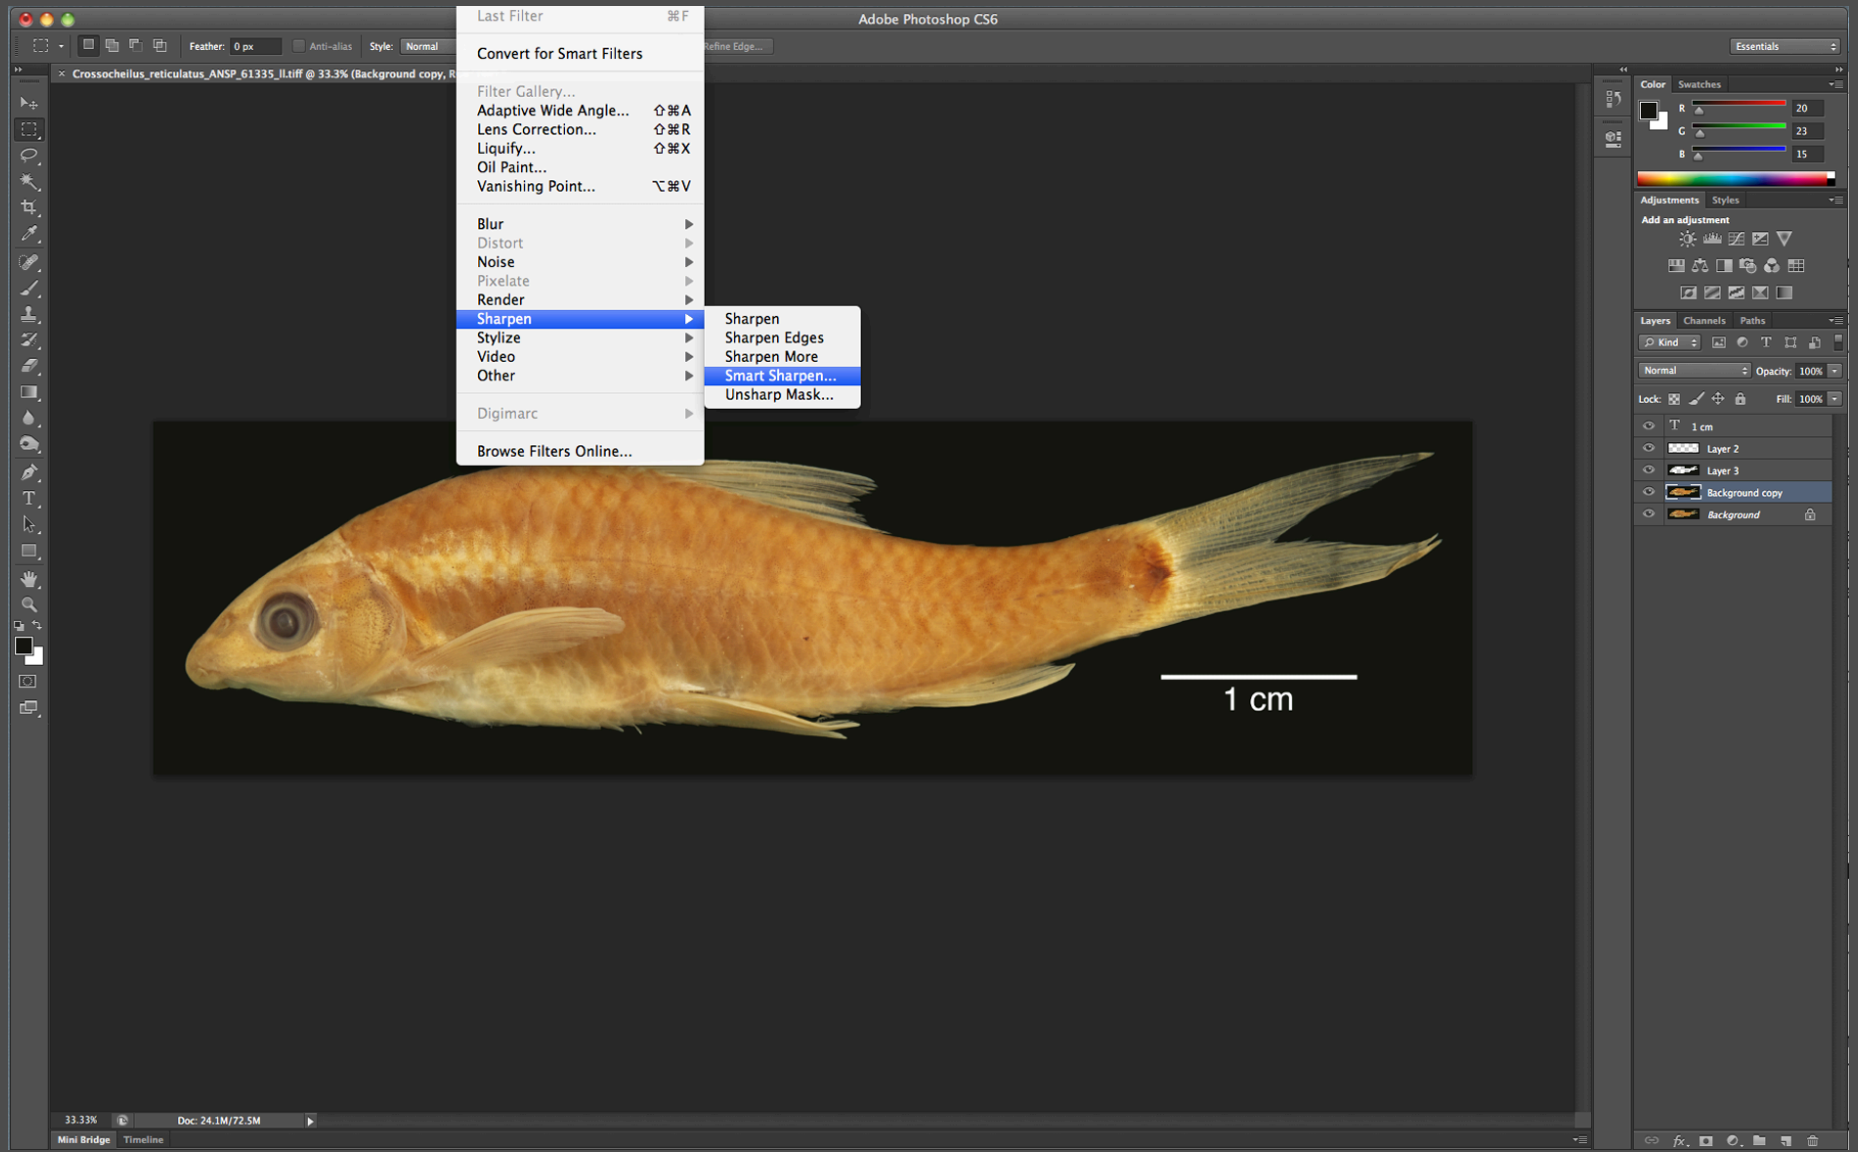 Adobe Photoshop CS6
Feather: 0 px
Anti-alias
Style: Normal
Refine Edge...
Essentials
Crossocheilus_reticulatus_ANSP_61335_ll.tiff @ 33.3% (Background copy, R
Last Filter ⌘F
Convert for Smart Filters
Filter Gallery...
Adaptive Wide Angle... ⇧⌘A
Lens Correction... ⇧⌘R
Liquify... ⇧⌘X
Oil Paint...
Vanishing Point... ⌥⌘V
Blur
Distort
Noise
Pixelate
Render
Sharpen
Stylize
Video
Other
Digimarc
Browse Filters Online...
Sharpen
Sharpen Edges
Sharpen More
Smart Sharpen...
Unsharp Mask...
1 cm
Color Swatches
R 20
G 23
B 15
Adjustments Styles
Add an adjustment
Layers Channels Paths
Kind
Normal Opacity: 100%
Lock: Fill: 100%
T 1 cm
Layer 2
Layer 3
Background copy
Background
fx
33.33% Doc: 24.1M/72.5M
Mini Bridge Timeline